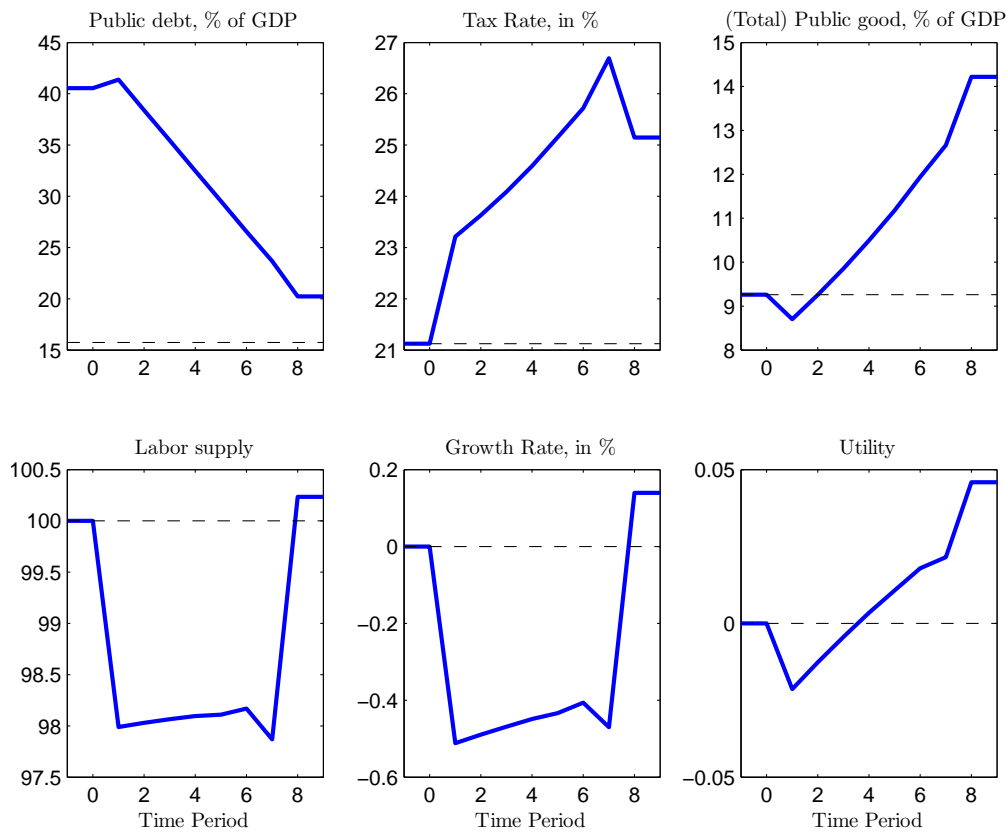 Public debt, % of GDP
45
40
35
30
25
20
15
0 2 4 6 8
Tax Rate, in %
27
26
25
24
23
22
21
0 2 4 6 8
(Total) Public good, % of GDP
15
14
13
12
11
10
9
8
0 2 4 6 8
Labor supply
100.5
100
99.5
99
98.5
98
97.5
0 2 4 6 8
Time Period
Growth Rate, in %
0.2
0
−0.2
−0.4
−0.6
0 2 4 6 8
Time Period
Utility
0.05
0
−0.05
0 2 4 6 8
Time Period